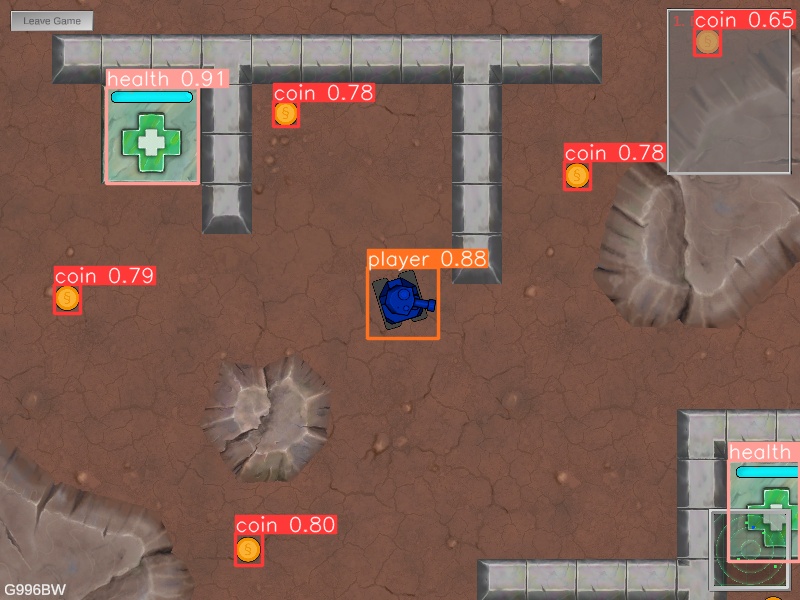 Leave Game
coin 0.65
health 0.91
coin 0.78
coin 0.78
player 0.88
coin 0.79
health
coin 0.80
G996BW